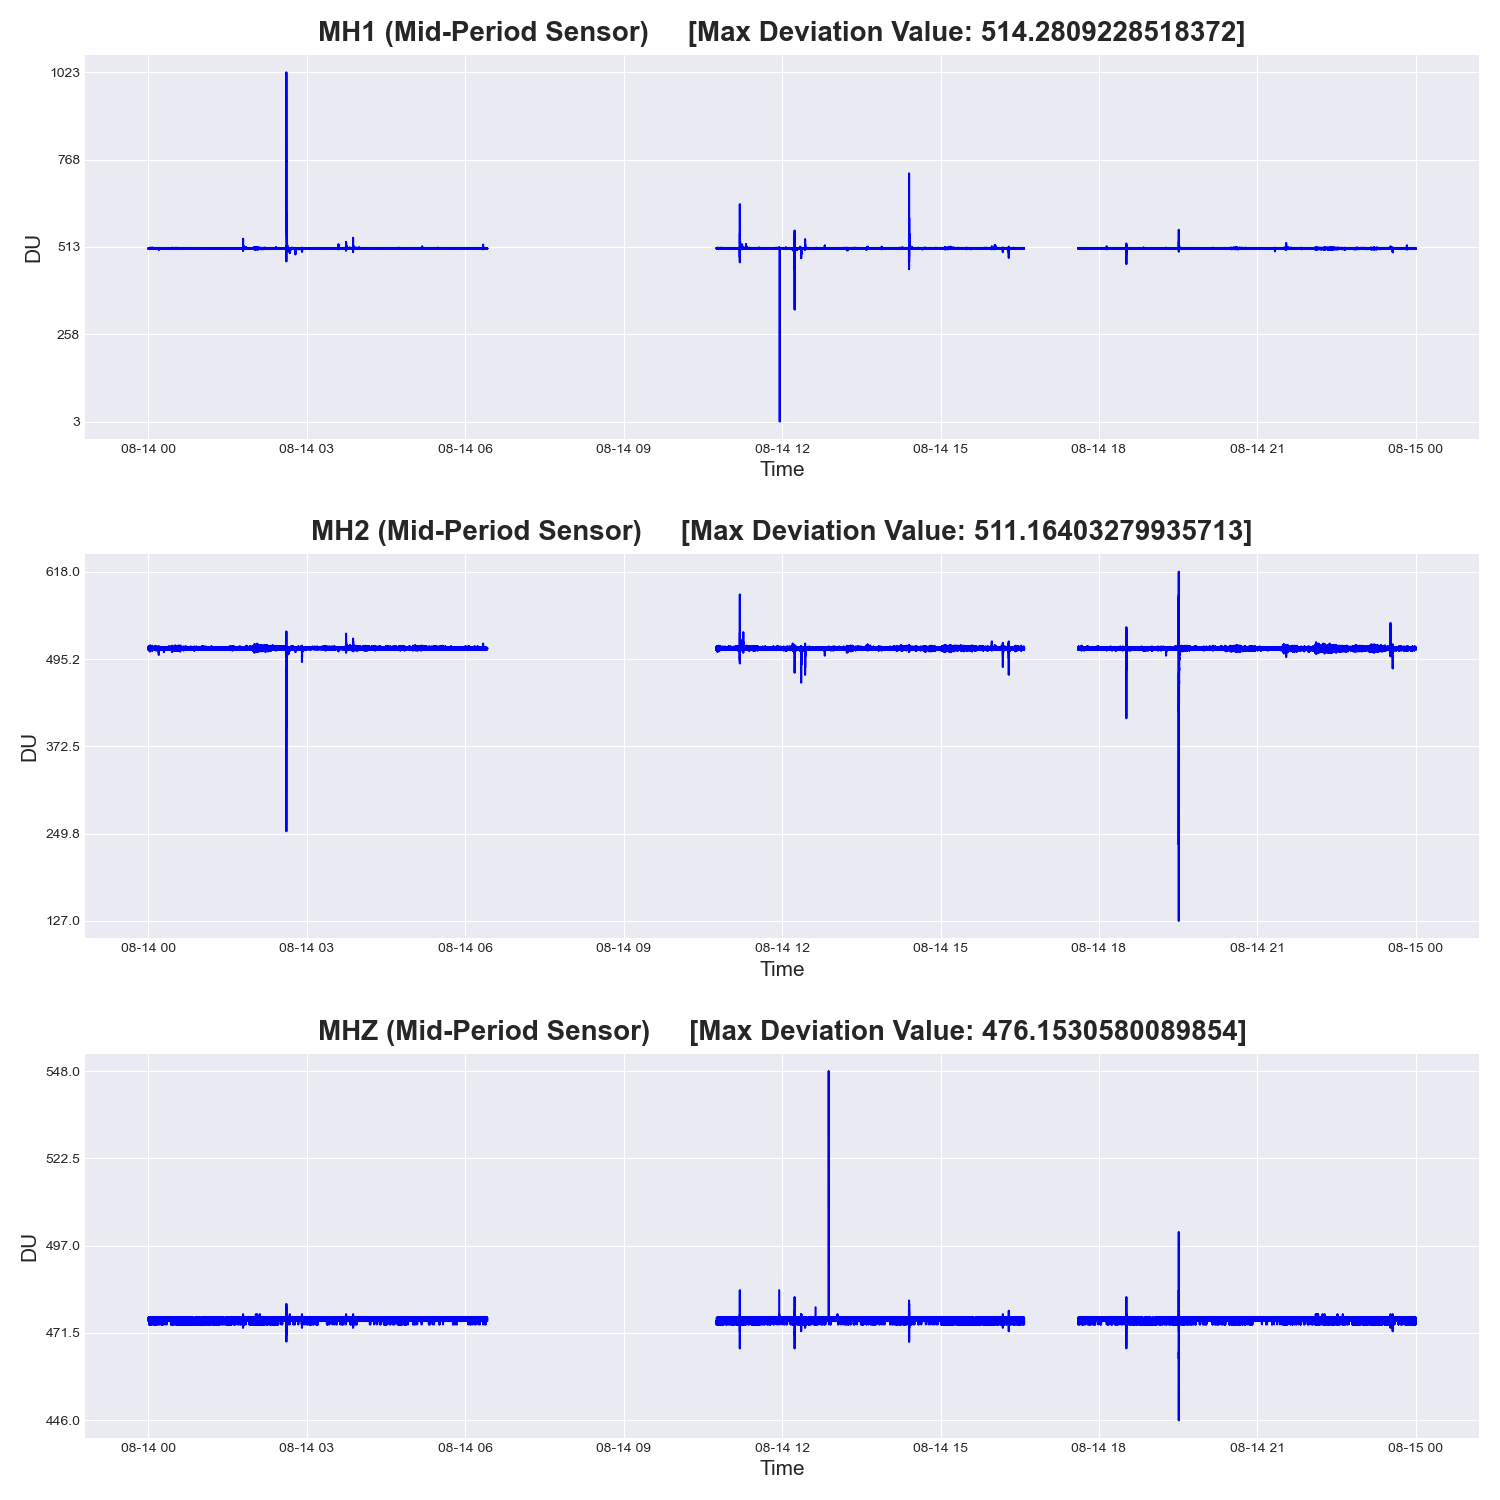 MH1 (Mid-Period Sensor) [Max Deviation Value: 514.2809228518372]
1023
768
513
258
3
DU
08-14 00 08-14 03 08-14 06 08-14 09 08-14 12 08-14 15 08-14 18 08-14 21 08-15 00
Time
MH2 (Mid-Period Sensor) [Max Deviation Value: 511.16403279935713]
618.0
495.2
372.5
249.8
127.0
DU
08-14 00 08-14 03 08-14 06 08-14 09 08-14 12 08-14 15 08-14 18 08-14 21 08-15 00
Time
MHZ (Mid-Period Sensor) [Max Deviation Value: 476.1530580089854]
548.0
522.5
497.0
471.5
446.0
DU
08-14 00 08-14 03 08-14 06 08-14 09 08-14 12 08-14 15 08-14 18 08-14 21 08-15 00
Time